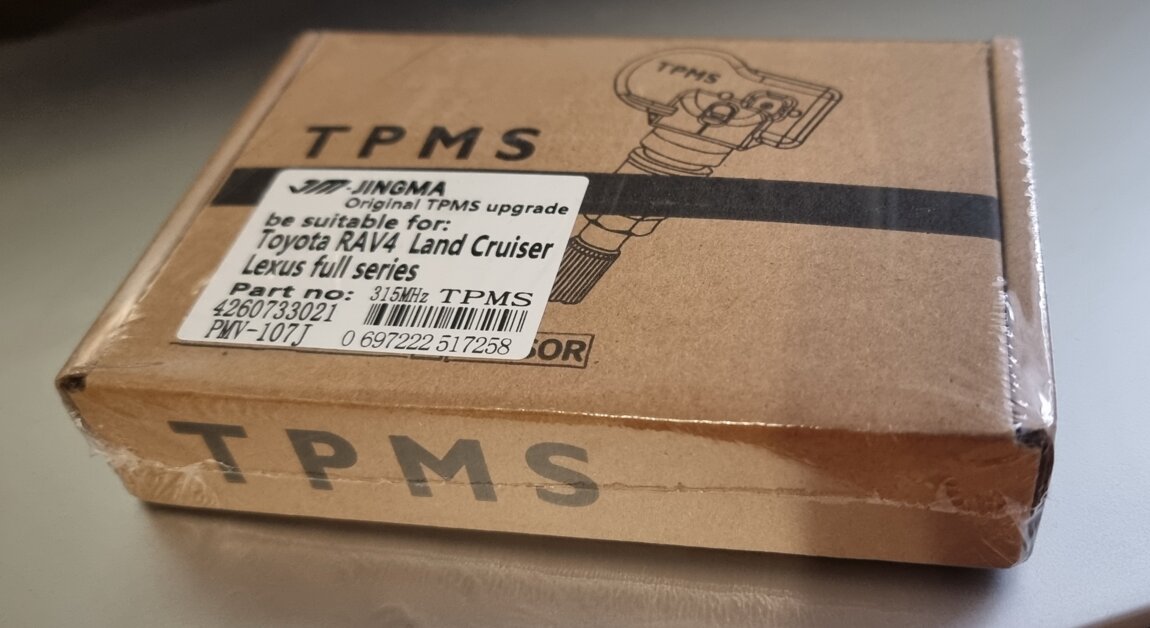 TPMS
TPMS
JM-JINGMA
Original TPMS upgrade
be suitable for:
Toyota RAV4 Land Cruiser
Lexus full series
Part no: 315MHz TPMS
4260733021
PMV-107J 0 697222 517258
SOR
TPMS